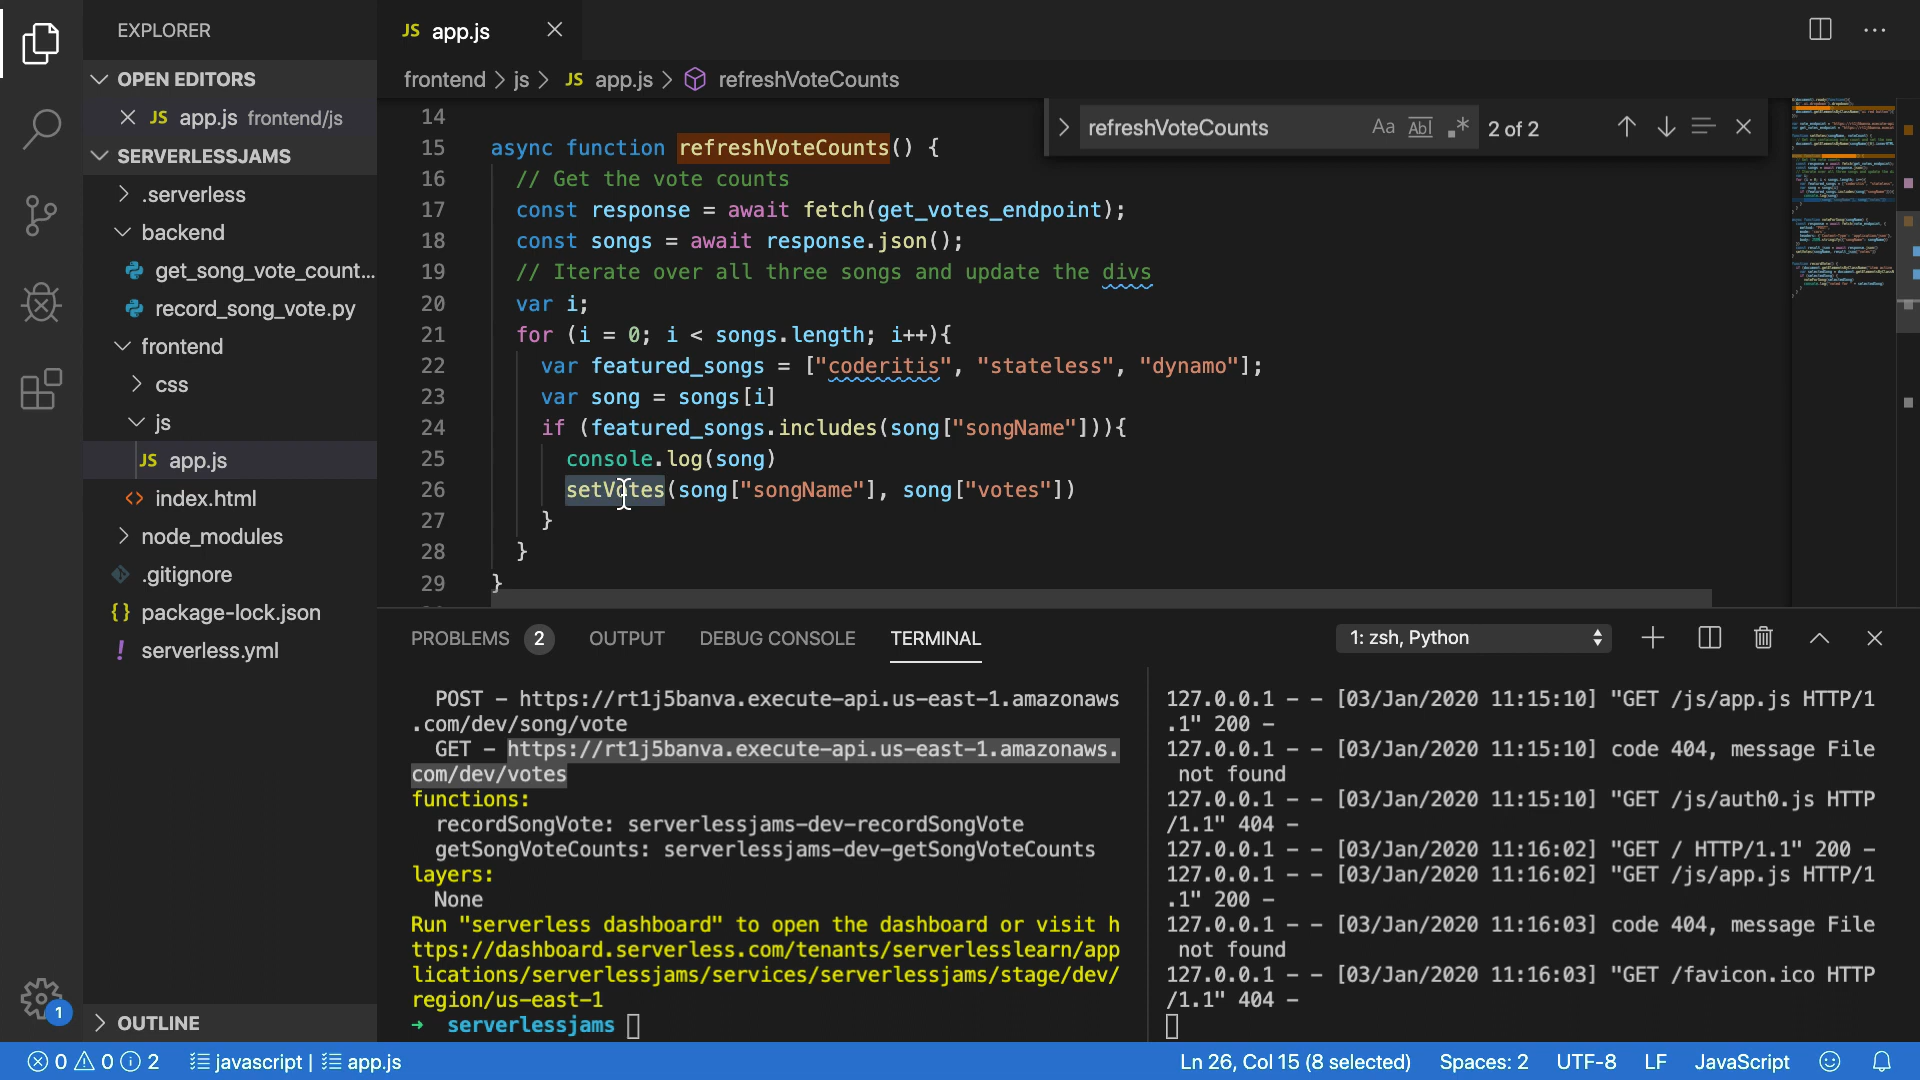 EXPLORER
OPEN EDITORS
JS app.js frontend/js
SERVERLESSJAMS
.serverless
backend
get_song_vote_count...
record_song_vote.py
frontend
css
js
JS app.js
<> index.html
node_modules
.gitignore
{} package-lock.json
! serverless.yml
OUTLINE
1
JS app.js
frontend > js > JS app.js > refreshVoteCounts
refreshVoteCounts Aa Abl .* 2 of 2
14
15 async function refreshVoteCounts() {
16 // Get the vote counts
17 const response = await fetch(get_votes_endpoint);
18 const songs = await response.json();
19 // Iterate over all three songs and update the divs
20 var i;
21 for (i = 0; i < songs.length; i++){
22 var featured_songs = ["coderitis", "stateless", "dynamo"];
23 var song = songs[i]
24 if (featured_songs.includes(song["songName"])){
25 console.log(song)
26 setVotes(song["songName"], song["votes"])
27 }
28 }
29 }
PROBLEMS 2 OUTPUT DEBUG CONSOLE TERMINAL
1: zsh, Python
POST - https://rt1j5banva.execute-api.us-east-1.amazonaws
.com/dev/song/vote
GET - https://rt1j5banva.execute-api.us-east-1.amazonaws.
com/dev/votes
functions:
recordSongVote: serverlessjams-dev-recordSongVote
getSongVoteCounts: serverlessjams-dev-getSongVoteCounts
layers:
None
Run "serverless dashboard" to open the dashboard or visit h
ttps://dashboard.serverless.com/tenants/serverlesslearn/app
lications/serverlessjams/services/serverlessjams/stage/dev/
region/us-east-1
→ serverlessjams
127.0.0.1 - - [03/Jan/2020 11:15:10] "GET /js/app.js HTTP/1
.1" 200 -
127.0.0.1 - - [03/Jan/2020 11:15:10] code 404, message File
not found
127.0.0.1 - - [03/Jan/2020 11:15:10] "GET /js/auth0.js HTTP
/1.1" 404 -
127.0.0.1 - - [03/Jan/2020 11:16:02] "GET / HTTP/1.1" 200 -
127.0.0.1 - - [03/Jan/2020 11:16:02] "GET /js/app.js HTTP/1
.1" 200 -
127.0.0.1 - - [03/Jan/2020 11:16:03] code 404, message File
not found
127.0.0.1 - - [03/Jan/2020 11:16:03] "GET /favicon.ico HTTP
/1.1" 404 -
0 0 2 javascript | app.js
Ln 26, Col 15 (8 selected) Spaces: 2 UTF-8 LF JavaScript